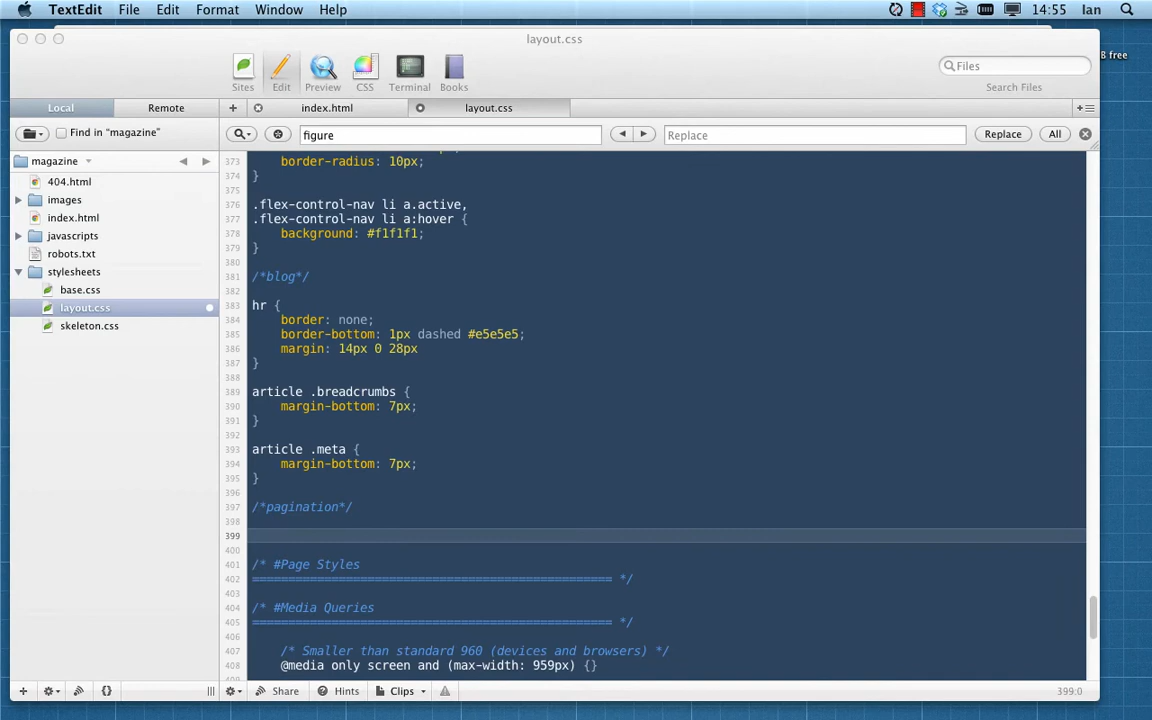 TextEdit File Edit Format Window Help 14:55 Ian
layout.css
B free
Sites Edit Preview CSS Terminal Books
Files
Search Files
Local Remote
index.html layout.css
Find in "magazine"
figure
Replace
Replace All
magazine
404.html
images
index.html
javascripts
robots.txt
stylesheets
base.css
layout.css
skeleton.css
373 border-radius: 10px;
374 }
375
376 .flex-control-nav li a.active,
377 .flex-control-nav li a:hover {
378 background: #f1f1f1;
379 }
380
381 /*blog*/
382
383 hr {
384 border: none;
385 border-bottom: 1px dashed #e5e5e5;
386 margin: 14px 0 28px
387 }
388
389 article .breadcrumbs {
390 margin-bottom: 7px;
391 }
392
393 article .meta {
394 margin-bottom: 7px;
395 }
396
397 /*pagination*/
398
399
400
401 /* #Page Styles
402 ================================================== */
403
404 /* #Media Queries
405 ================================================== */
406
407 /* Smaller than standard 960 (devices and browsers) */
408 @media only screen and (max-width: 959px) {}
Share Hints Clips 399:0